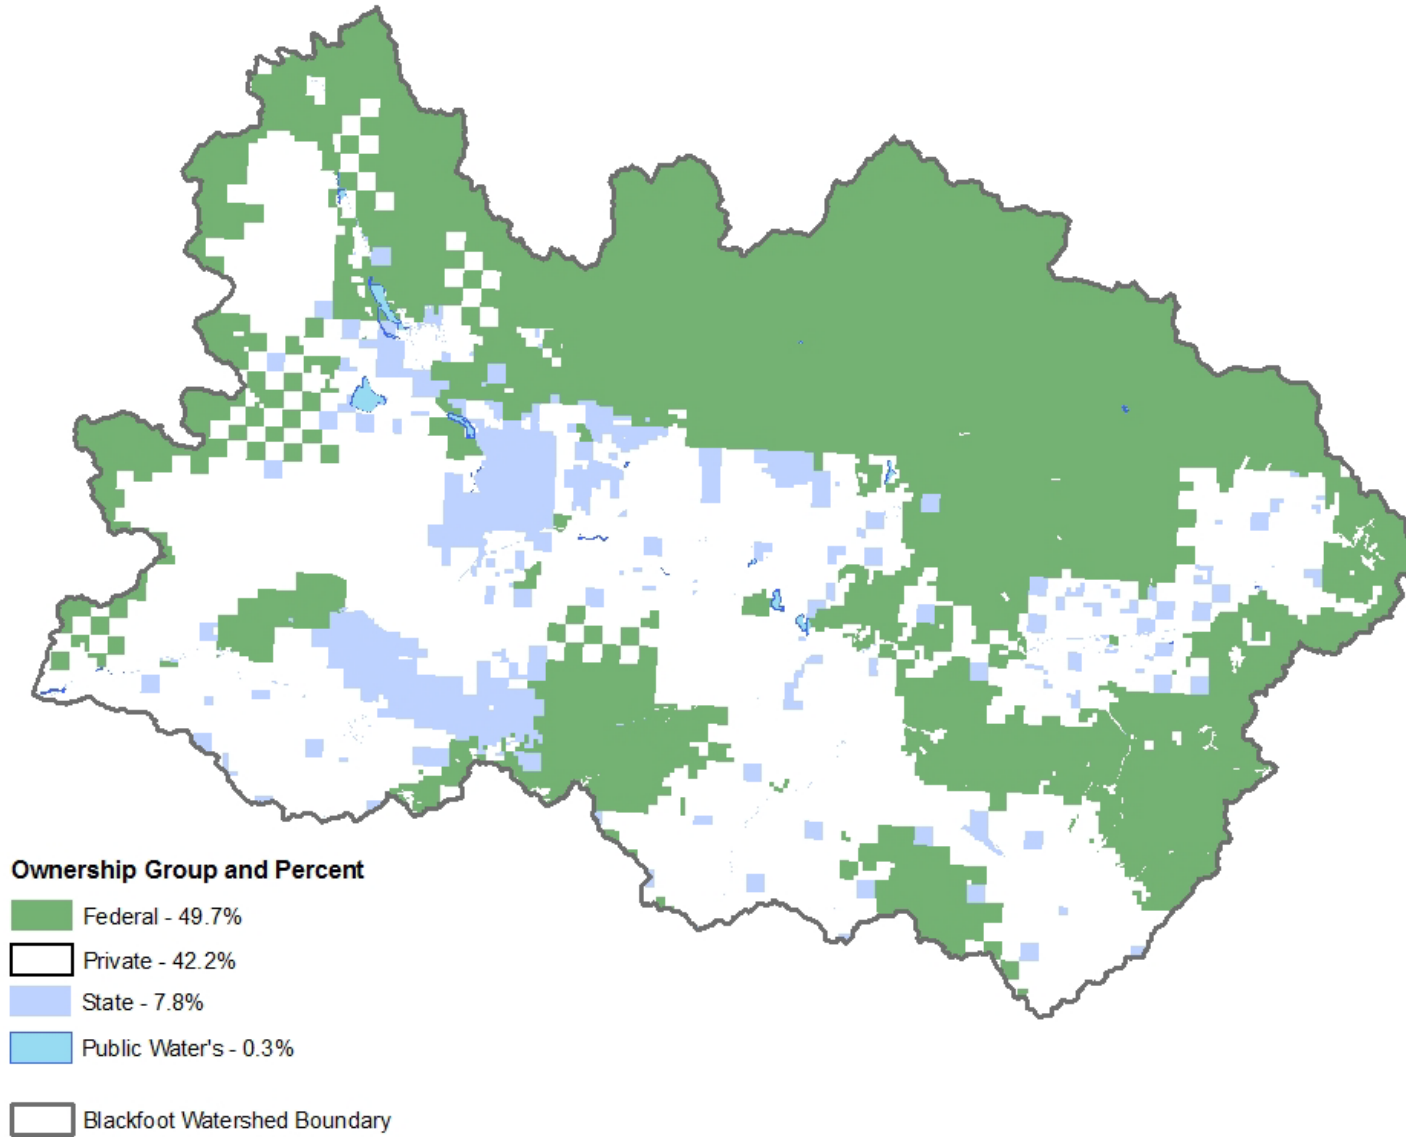 Ownership Group and Percent
Federal - 49.7%
Private - 42.2%
State - 7.8%
Public Water's - 0.3%
Blackfoot Watershed Boundary